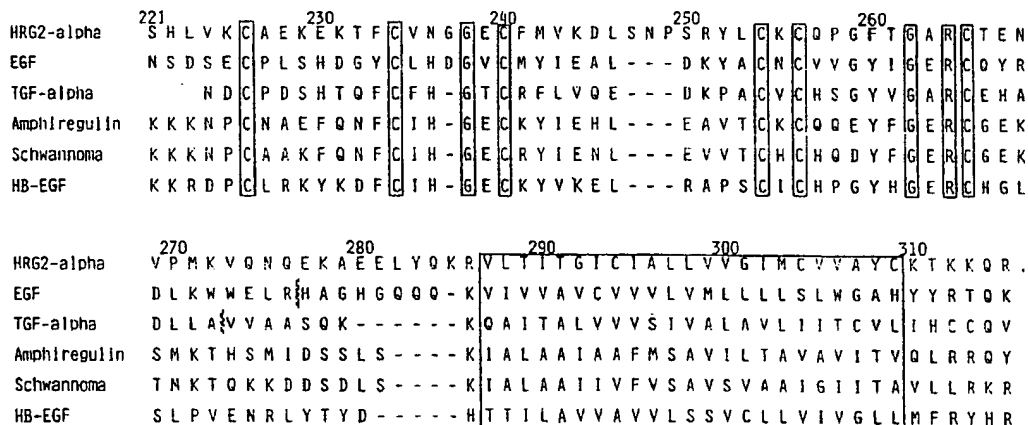 221 230 240 250 260
HRG2-alpha S H L V K C A E K E K T F C V N G G E C F M V K D L S N P S R Y L C K C Q P G F T G A R C T E N
EGF N S D S E C P L S H D G Y C L H D G V C M Y I E A L - - - D K Y A C N C V V G Y I G E R C Q Y R
TGF-alpha N D C P D S H T Q F C F H - G T C R F L V Q E - - - D K P A C V C H S G Y V G A R C E H A
Amphiregulin K K K N P C N A E F Q N F C I H - G E C K Y I E H L - - - E A V T C K C Q Q E Y F G E R C G E K
Schwannoma K K K N P C A A K F Q N F C I H - G E C R Y I E N L - - - E V V T C H C H Q D Y F G E R C G E K
HB-EGF K K R D P C L R K Y K D F C I H - G E C K Y V K E L - - - R A P S C I C H P G Y H G E R C H G L
270 280 290 300 310
HRG2-alpha V P M K V Q N Q E K A E E L Y Q K R V L T I T G I C I A L L V V G I M C V V A Y C K T K K Q R .
EGF D L K W W E L R H A G H G Q Q Q - K V I V V A V C V V V L V M L L L L S L W G A H Y Y R T Q K
TGF-alpha D L L A V V A A S Q K - - - - - - K Q A I T A L V V V S I V A L A V L I I T C V L I H C C Q V
Amphiregulin S M K T H S M I D S S L S - - - - K I A L A A I A A F M S A V I L T A V A V I T V Q L R R Q Y
Schwannoma T N K T Q K K D D S D L S - - - - K I A L A A I I V F V S A V S V A A I G I I T A V L L R K R
HB-EGF S L P V E N R L Y T Y D - - - - - H T T I L A V V A V V L S S V C L L V I V G L L M F R Y H R